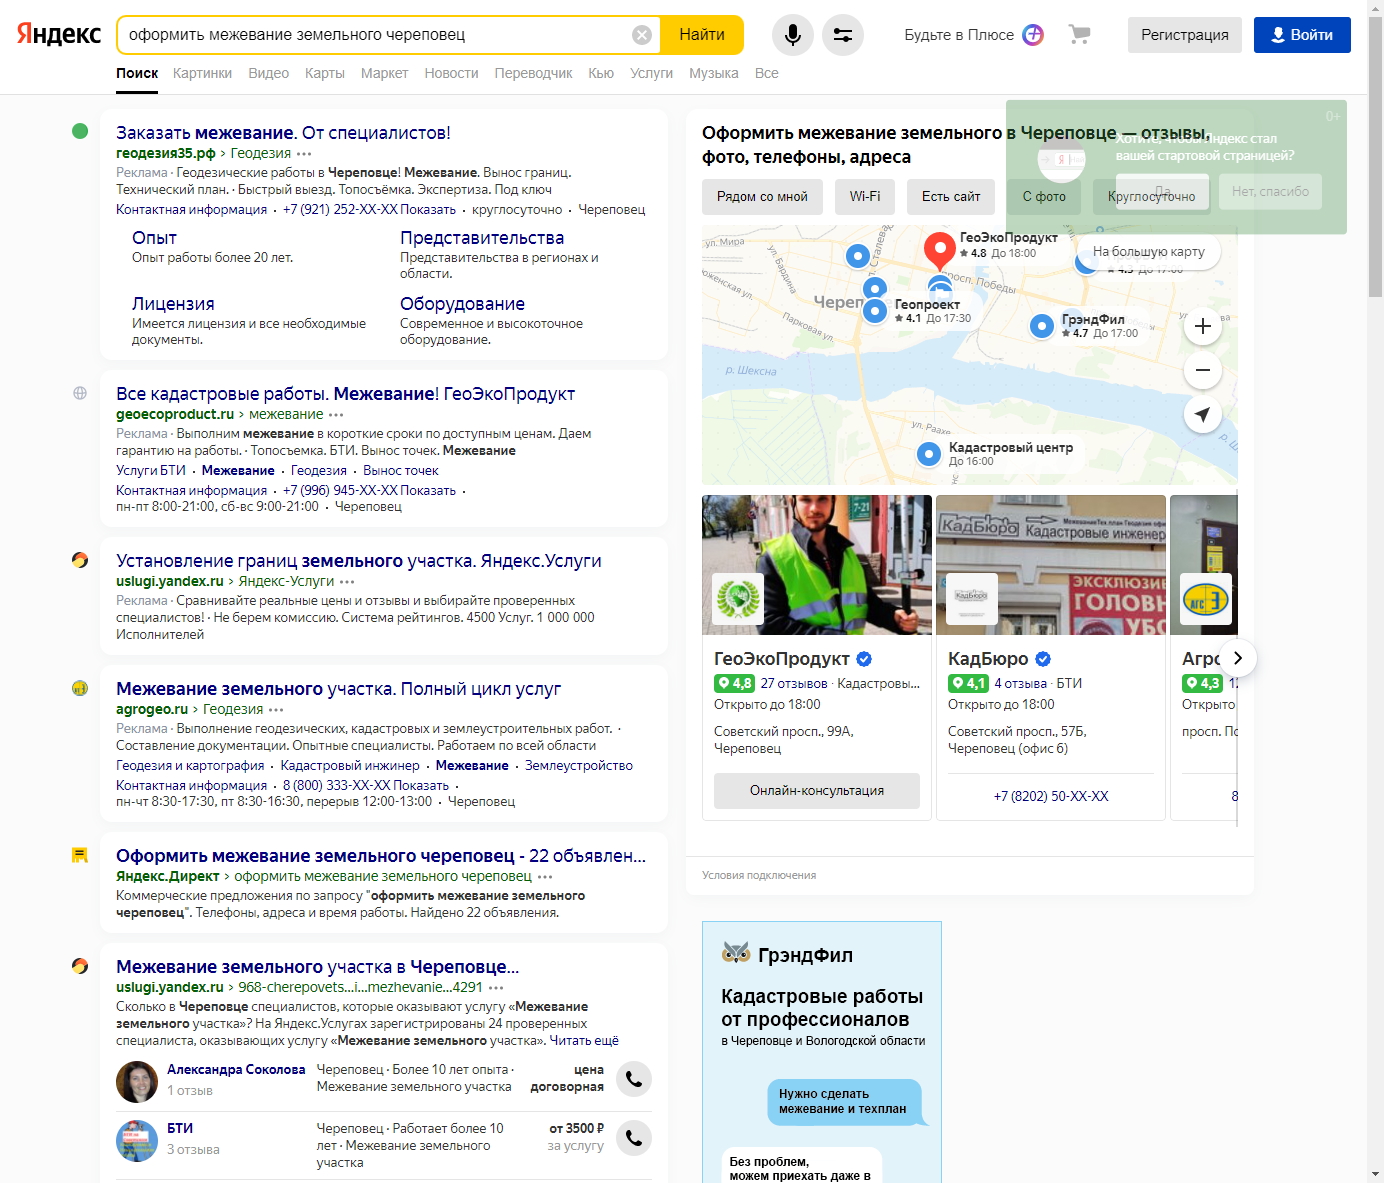 Яндекс
оформить межевание земельного череповец
Найти
Будьте в Плюсе
Регистрация
Войти
Поиск Картинки Видео Карты Маркет Новости Переводчик Кью Услуги Музыка Все
Заказать межевание. От специалистов!
геодезия35.рф › Геодезия
Реклама · Геодезические работы в Череповце! Межевание. Вынос границ.
Технический план. · Быстрый выезд. Топосъёмка. Экспертиза. Под ключ
Контактная информация · +7 (921) 252-XX-XX Показать · круглосуточно · Череповец
Опыт
Опыт работы более 20 лет.
Представительства
Представительства в регионах и
области.
Лицензия
Имеется лицензия и все необходимые
документы.
Оборудование
Современное и высокоточное
оборудование.
Все кадастровые работы. Межевание! ГеоЭкоПродукт
geoecoproduct.ru › межевание
Реклама · Выполним межевание в короткие сроки по доступным ценам. Даем
гарантию на работы. · Топосъемка. БТИ. Вынос точек. Межевание
Услуги БТИ · Межевание · Геодезия · Вынос точек
Контактная информация · +7 (996) 945-XX-XX Показать ·
пн-пт 8:00-21:00, сб-вс 9:00-21:00 · Череповец
Установление границ земельного участка. Яндекс.Услуги
uslugi.yandex.ru › Яндекс-Услуги
Реклама · Сравнивайте реальные цены и отзывы и выбирайте проверенных
специалистов! · Не берем комиссию. Система рейтингов. 4500 Услуг. 1 000 000
Исполнителей
Межевание земельного участка. Полный цикл услуг
agrogeo.ru › Геодезия
Реклама · Выполнение геодезических, кадастровых и землеустроительных работ. ·
Составление документации. Опытные специалисты. Работаем по всей области
Геодезия и картография · Кадастровый инжинер · Межевание · Землеустройство
Контактная информация · 8 (800) 333-XX-XX Показать ·
пн-чт 8:30-17:30, пт 8:30-16:30, перерыв 12:00-13:00 · Череповец
Оформить межевание земельного череповец - 22 объявлен...
Яндекс.Директ › оформить межевание земельного череповец
Коммерческие предложения по запросу "оформить межевание земельного
череповец". Телефоны, адреса и время работы. Найдено 22 объявления.
Межевание земельного участка в Череповце...
uslugi.yandex.ru › 968-cherepovets...i...mezhevanie...4291
Сколько в Череповце специалистов, которые оказывают услугу «Межевание
земельного участка»? На Яндекс.Услугах зарегистрированы 24 проверенных
специалиста, оказывающих услугу «Межевание земельного участка». Читать ещё
Александра Соколова
1 отзыв
Череповец · Более 10 лет опыта ·
Межевание земельного участка
цена
договорная
БТИ
3 отзыва
Череповец · Работает более 10
лет · Межевание земельного
участка
от 3500 ₽
за услугу
Оформить межевание земельного в Череповце — отзывы,
фото, телефоны, адреса
0+
Хотите, чтобы Яндекс стал
вашей стартовой страницей?
Да
Нет, спасибо
Рядом со мной
Wi-Fi
Есть сайт
С фото
Круглосуточно
На большую карту
ул. Мира
ул. Бардина
л. Сталева
просп. Победы
Парковая ул.
р. Шексна
ул. Раахе
ГеоЭкоПродукт
4.8 До 18:00
Геопроект
4.1 До 17:30
ГрэндФил
4.7 До 17:00
Кадастровый центр
До 16:00
7-21
КадБюро
Кадастровые инженер
ЭКСКЛЮЗИВ
ГОЛОВН
УБО
КадБюро
АГС
ГеоЭкоПродукт
4,8 27 отзывов · Кадастровы...
Открыто до 18:00
Советский просп., 99А,
Череповец
Онлайн-консультация
КадБюро
4,1 4 отзыва · БТИ
Открыто до 18:00
Советский просп., 57Б,
Череповец (офис 6)
+7 (8202) 50-XX-XX
Агро
4,3
Открыто
просп. По
8
Условия подключения
ГрэндФил
Кадастровые работы
от профессионалов
в Череповце и Вологодской области
Нужно сделать
межевание и техплан
Без проблем,
можем приехать даже в